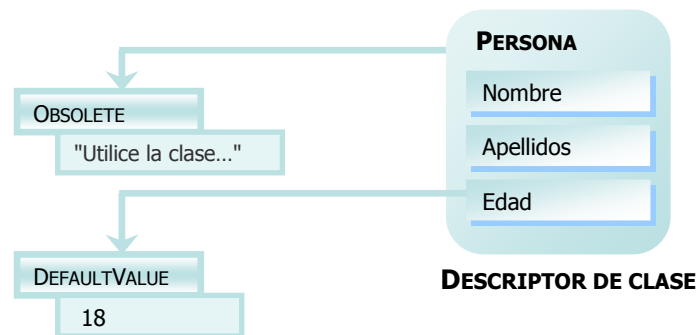 PERSONA
Nombre
Apellidos
Edad
DESCRIPTOR DE CLASE
OBSOLETE
"Utilice la clase..."
DEFAULTVALUE
18